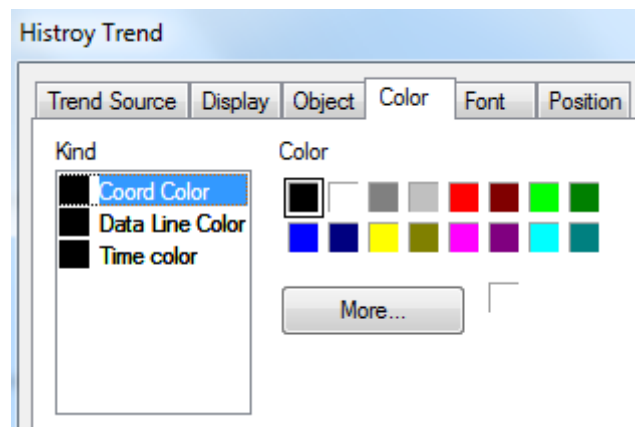 Histroy Trend
Trend Source Display Object Color Font Position
Kind Color
Coord Color
Data Line Color
Time color
More...